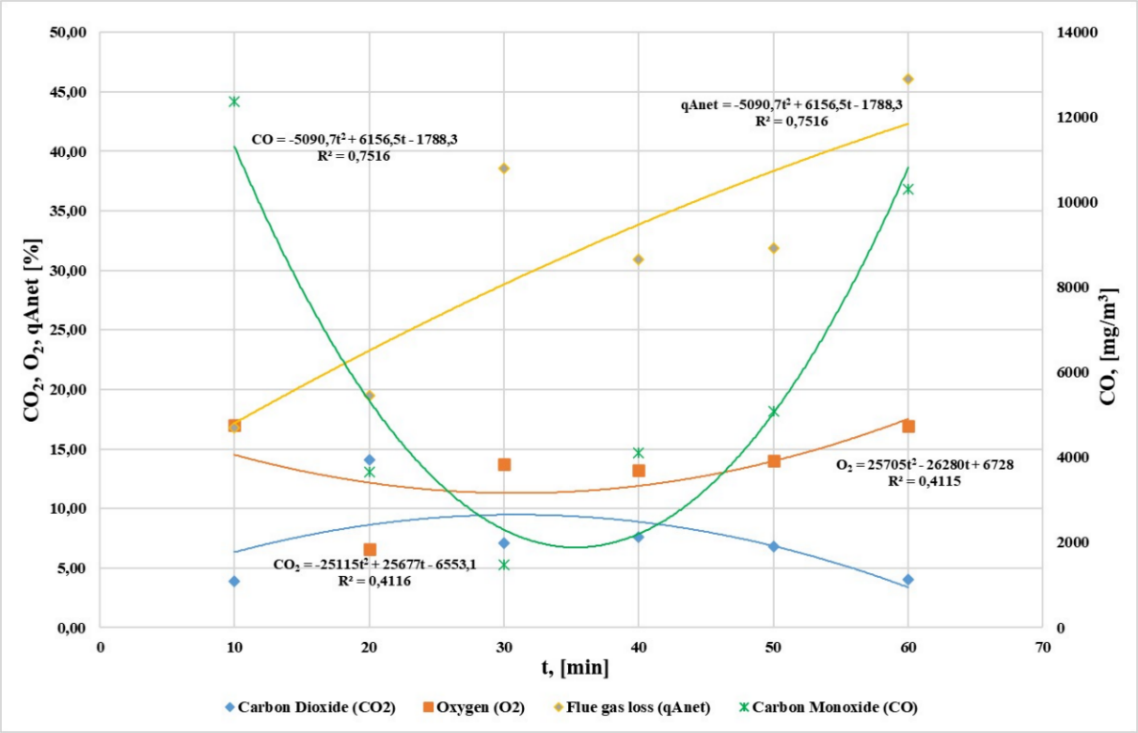 50,00
45,00
40,00
35,00
30,00
25,00
20,00
15,00
10,00
5,00
0,00
CO₂, O₂, qAnet [%]
14000
12000
10000
8000
6000
4000
2000
0
CO, [mg/m³]
CO = -5090,7t² + 6156,5t - 1788,3
R² = 0,7516
qAnet = -5090,7t² + 6156,5t - 1788,3
R² = 0,7516
O₂ = 25705t² - 26280t + 6728
R² = 0,4115
CO₂ = -25115t² + 25677t - 6553,1
R² = 0,4116
0 10 20 30 40 50 60 70
t, [min]
Carbon Dioxide (CO2) Oxygen (O2) Flue gas loss (qAnet) Carbon Monoxide (CO)